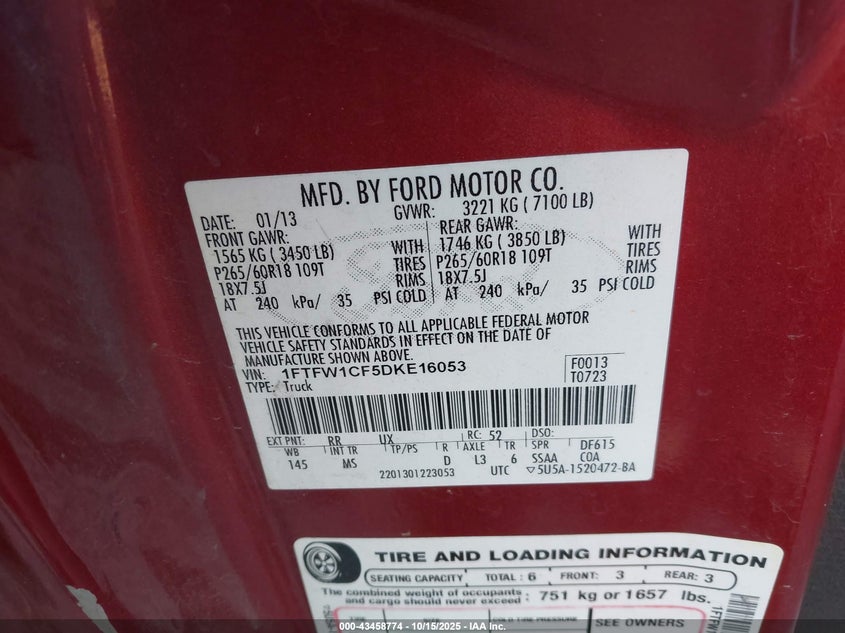 MFD. BY FORD MOTOR CO.
DATE: 01/13 GVWR: 3221 KG ( 7100 LB)
FRONT GAWR: REAR GAWR:
1565 KG ( 3450 LB) WITH 1746 KG ( 3850 LB) WITH
P265/60R18 109T TIRES P265/60R18 109T TIRES
18X7.5J RIMS 18X7.5J RIMS
AT 240 kPa/ 35 PSI COLD AT 240 kPa/ 35 PSI COLD
THIS VEHICLE CONFORMS TO ALL APPLICABLE FEDERAL MOTOR
VEHICLE SAFETY STANDARDS IN EFFECT ON THE DATE OF
MANUFACTURE SHOWN ABOVE.
VIN: 1FTFW1CF5DKE16053 F0013
TYPE: Truck T0723
EXT PNT: RR UX RC: 52 DSO:
WB INT TR TP/PS R AXLE TR SPR DF615
145 MS D L3 6 SSAA COA
2201301223053 UTC ▽5U5A-1520472-BA
TIRE AND LOADING INFORMATION
SEATING CAPACITY TOTAL : 6 FRONT: 3 REAR: 3
The combined weight of occupants
and cargo should never exceed : 751 kg or 1657 lbs.
COLD TIRE PRESSURE SEE OWNERS
000-43458774 - 10/15/2025 - IAAI.com